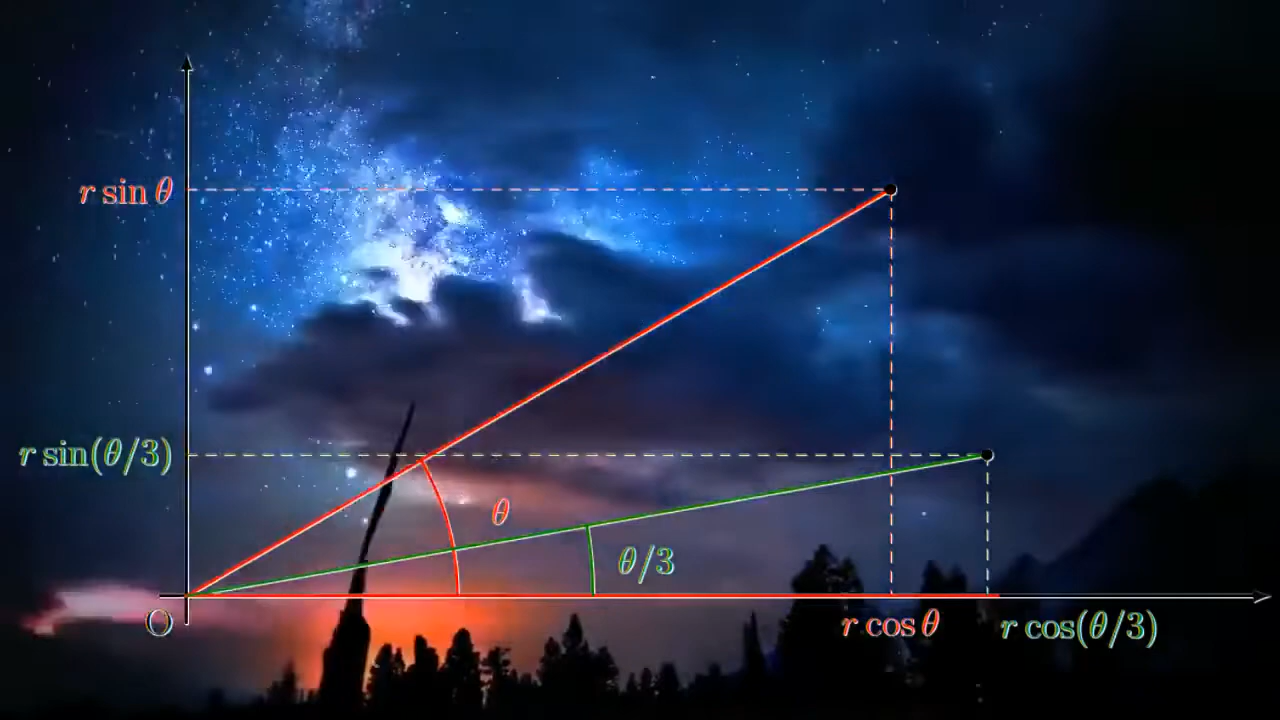 r sin θ
r sin(θ/3)
θ
θ/3
O
r cos θ
r cos(θ/3)